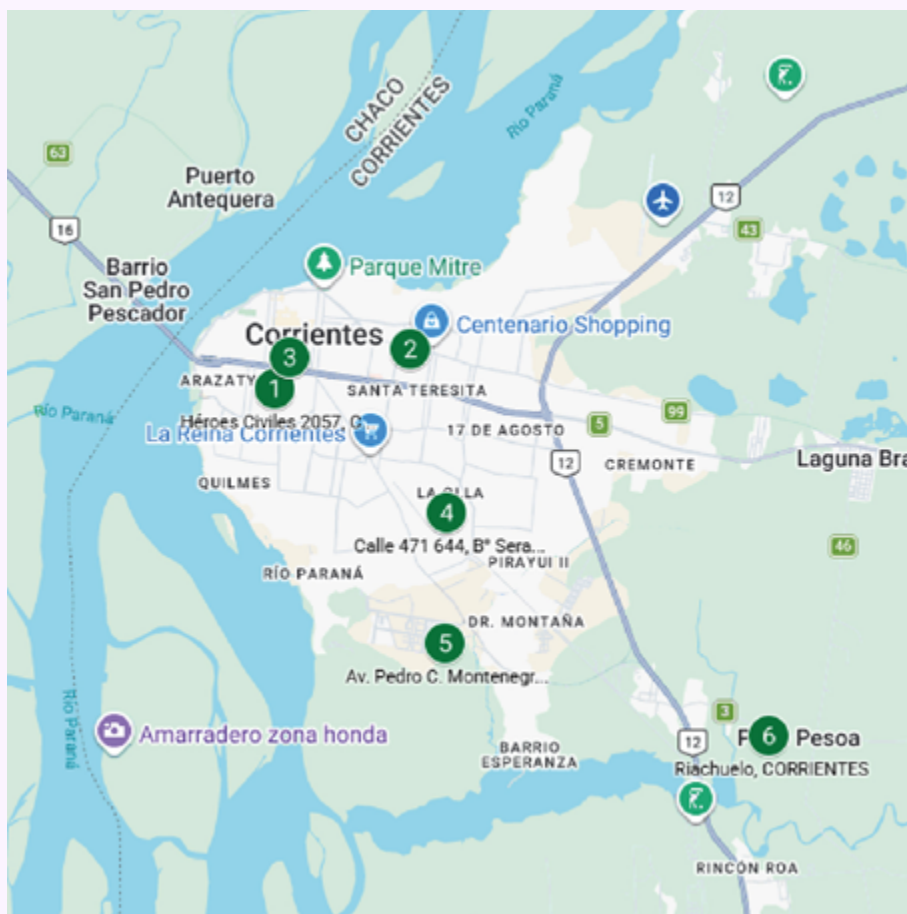 CHACO
CORRIENTES
Río Paraná
63
Puerto
Antequera
16
12
43
Barrio
San Pedro
Pescador
Parque Mitre
Corrientes
Centenario Shopping
3
2
ARAZATY
1
SANTA TERESITA
Río Paraná
Héroes Civiles 2057, C
La Reina Corrientes
17 DE AGOSTO
5
99
12
CREMONTE
Laguna Bra
QUILMES
LA OLLA
4
Calle 471 644, B° Sera...
PIRAYUI II
46
RÍO PARANÁ
DR. MONTAÑA
5
Av. Pedro C. Montenegr...
Río Paraná
Amarradero zona honda
3
12
6
Pesoa
BARRIO
ESPERANZA
Riachuelo, CORRIENTES
RINCÓN ROA